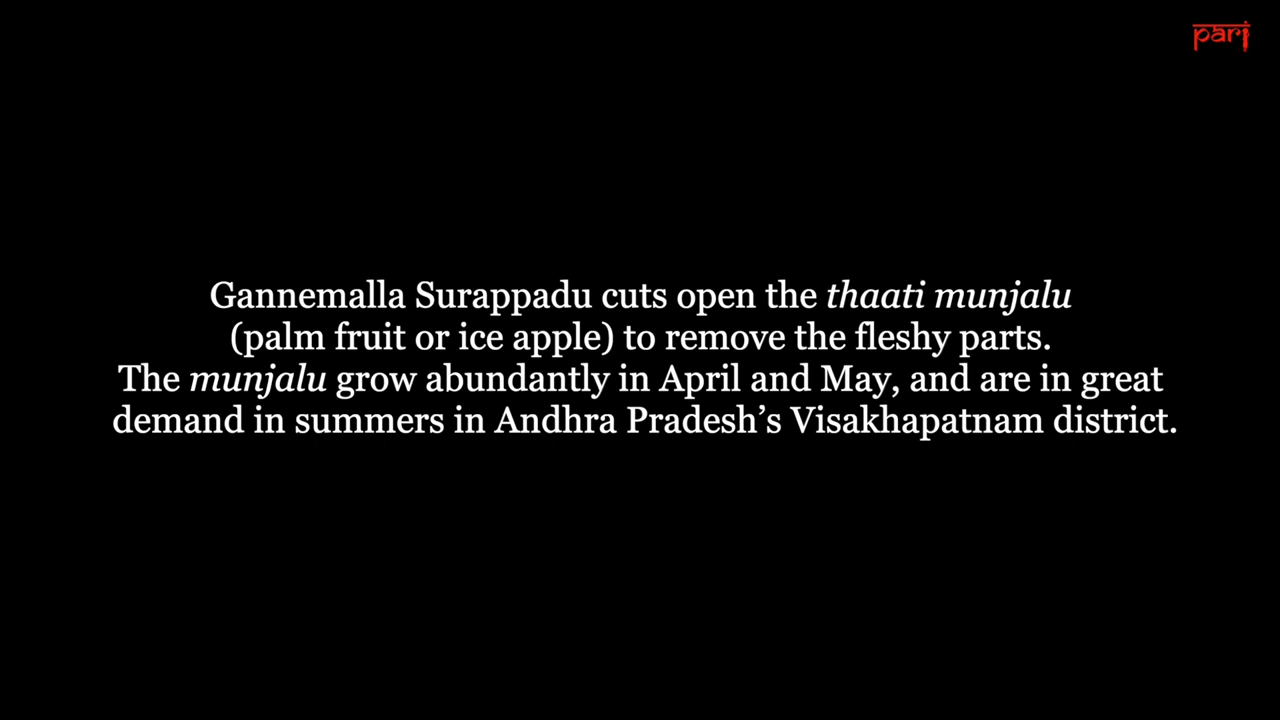 pari
Gannemalla Surappadu cuts open the thaati munjalu
(palm fruit or ice apple) to remove the fleshy parts.
The munjalu grow abundantly in April and May, and are in great
demand in summers in Andhra Pradesh’s Visakhapatnam district.